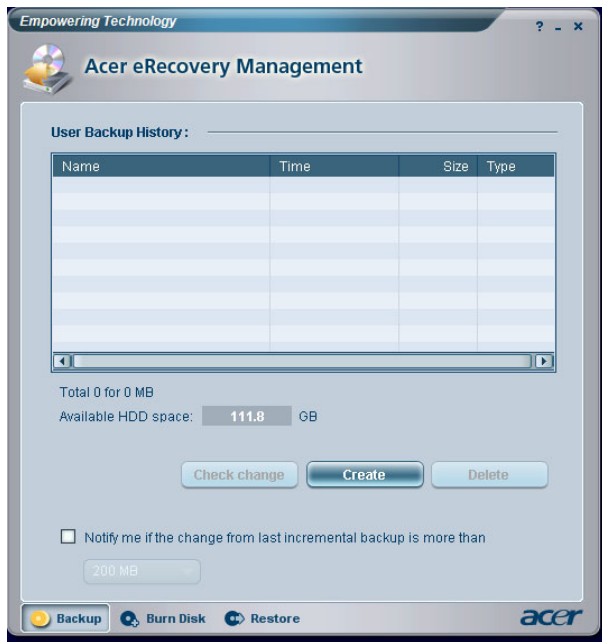 Empowering Technology
? - x
Acer eRecovery Management
User Backup History :
Name Time Size Type
Total 0 for 0 MB
Available HDD space: 111.8 GB
Check change Create Delete
Notify me if the change from last incremental backup is more than
200 MB
Backup Burn Disk Restore acer